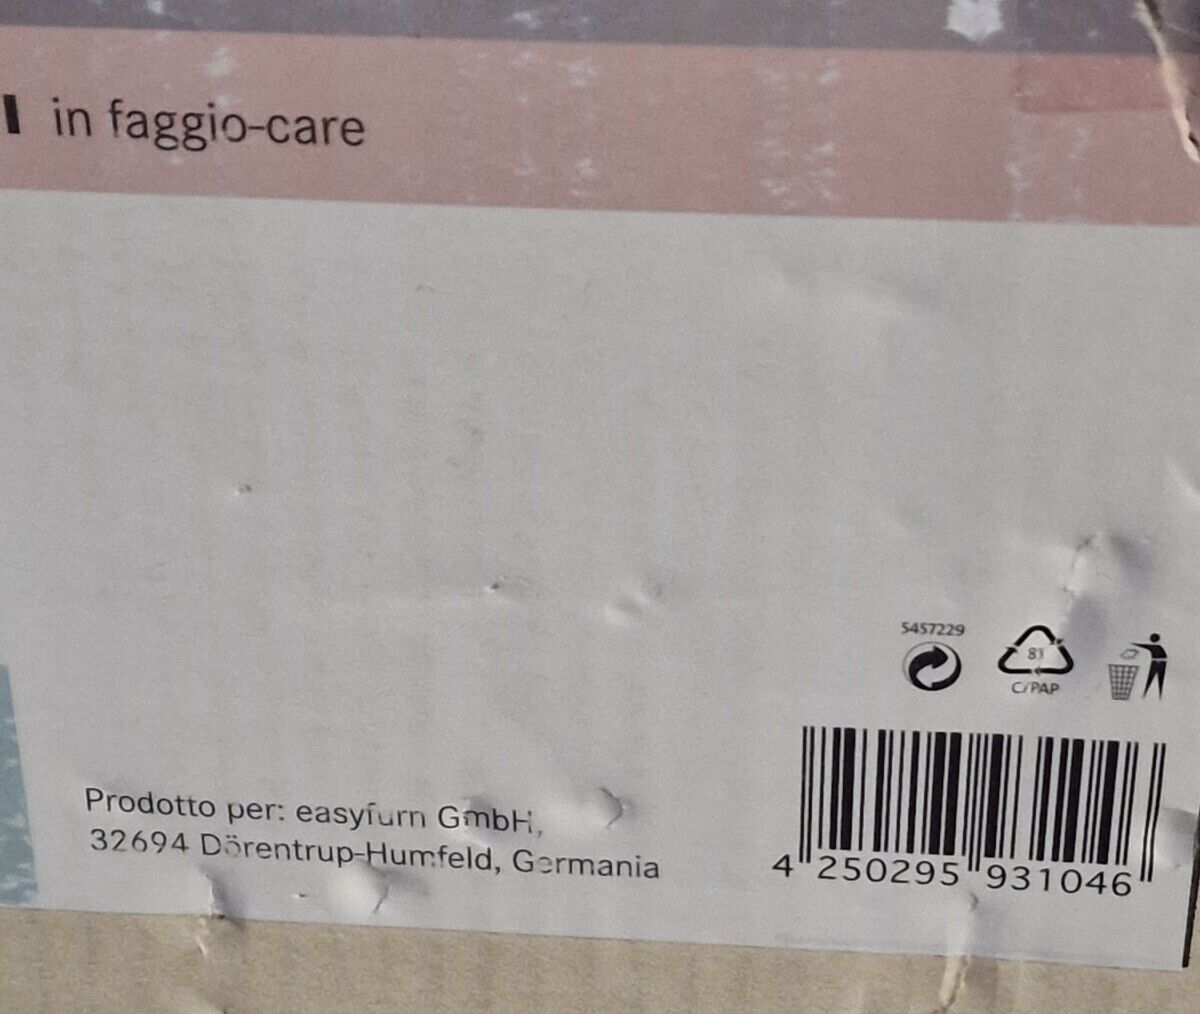 in faggio-care
5457229
83
C/PAP
Prodotto per: easyfurn GmbH,
32694 Dörentrup-Humfeld, Germania
4 250295 931046